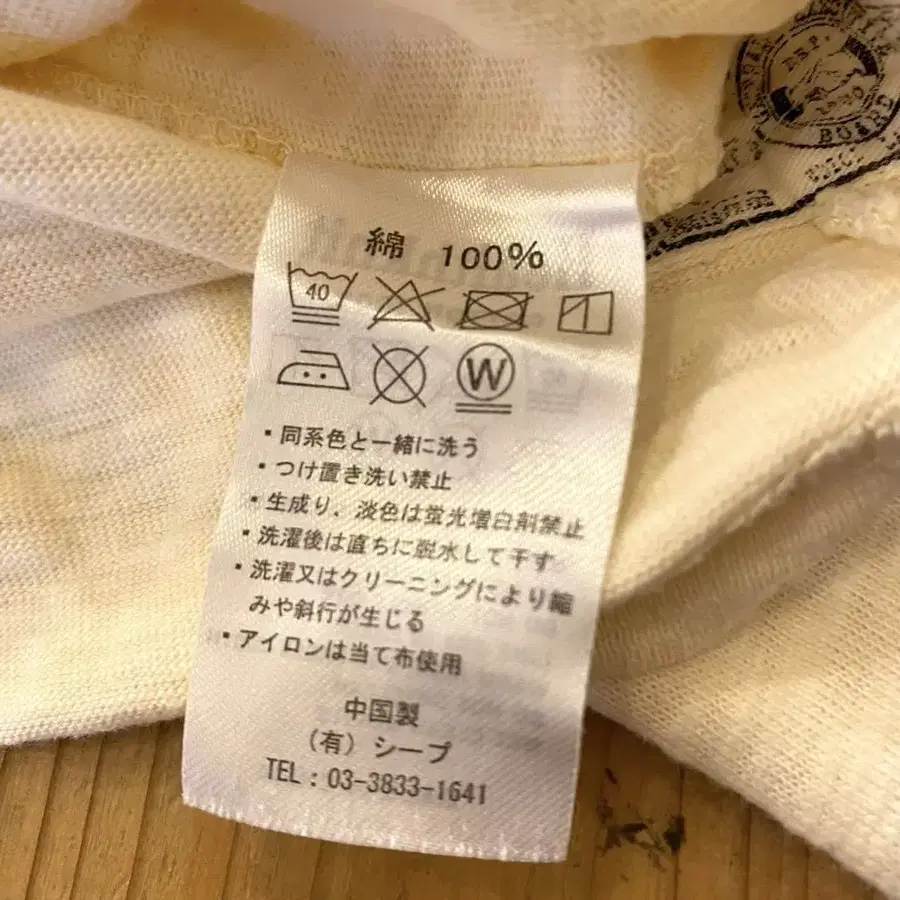 BSP
1940
BOARD
綿 100%
40
W
・同系色と一緒に洗う
・つけ置き洗い禁止
・生成り、淡色は蛍光増白剤禁止
・洗濯後は直ちに脱水して干す
・洗濯又はクリーニングにより縮
みや斜行が生じる
・アイロンは当て布使用
中国製
（有）シープ
TEL：03-3833-1641